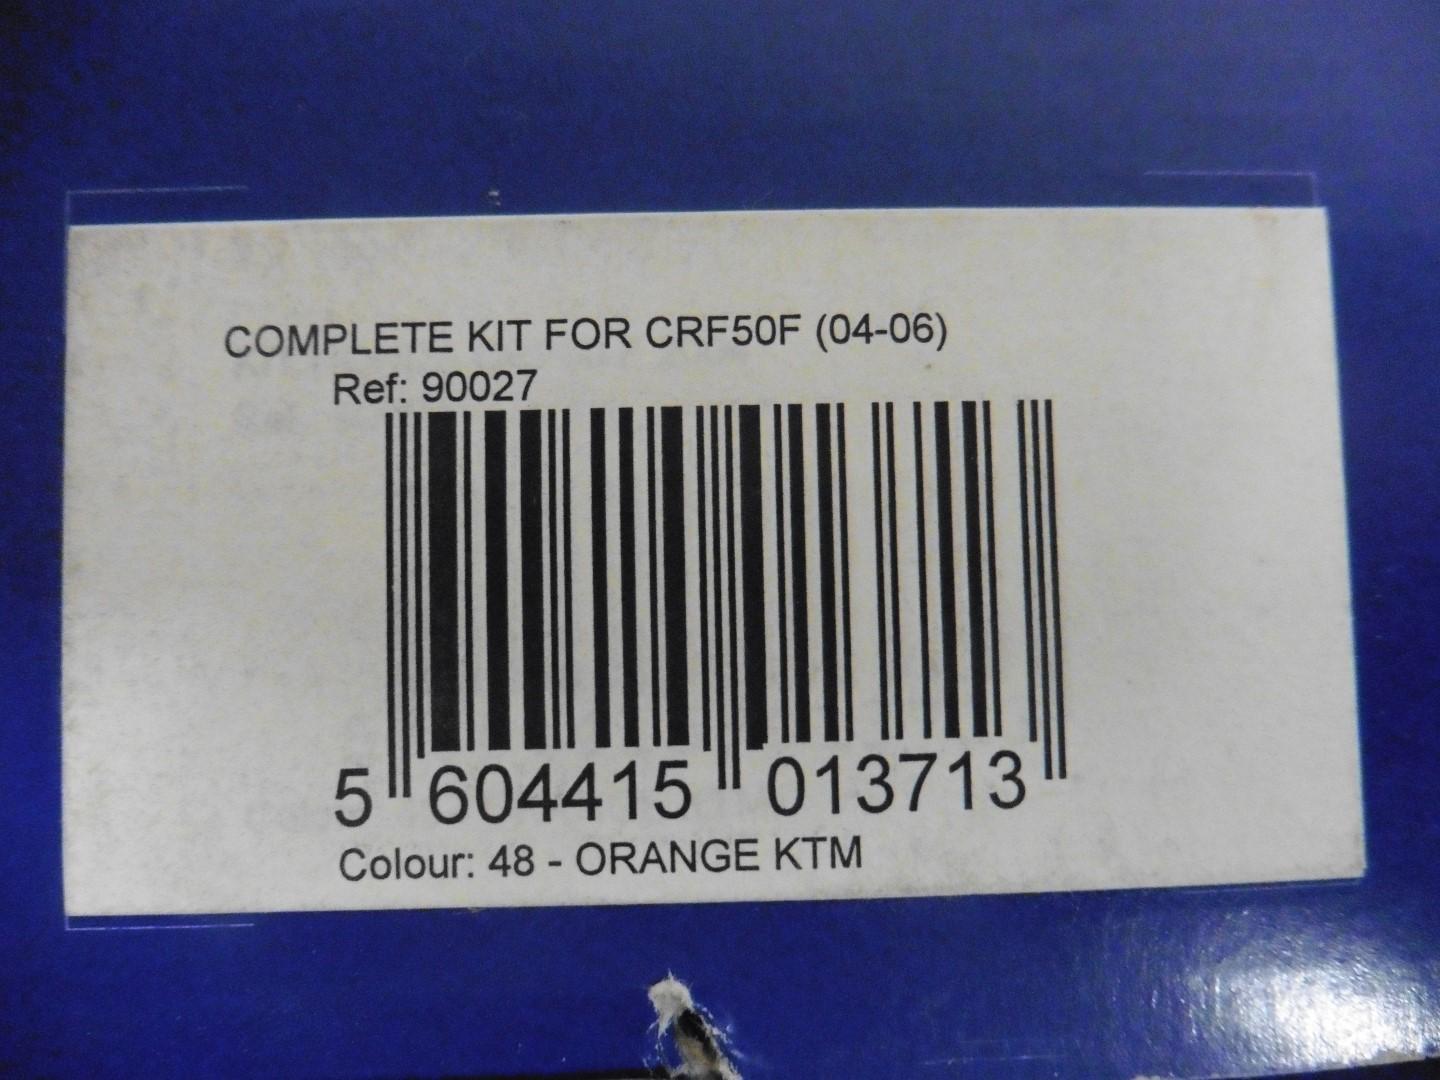 COMPLETE KIT FOR CRF50F (04-06)
Ref: 90027
5 604415 013713
Colour: 48 - ORANGE KTM